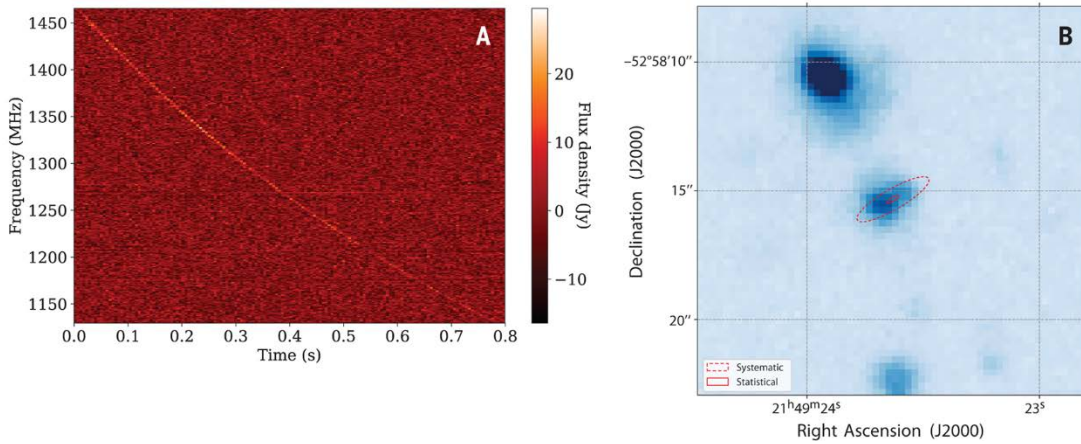 A
1450
1400
1350
1300
1250
1200
1150
Frequency (MHz)
0.0 0.1 0.2 0.3 0.4 0.5 0.6 0.7 0.8
Time (s)
20
10
0
−10
Flux density (Jy)
B
−52°58′10″
15″
20″
Declination (J2000)
Systematic
Statistical
21ʰ49ᵐ24ˢ 23ˢ
Right Ascension (J2000)